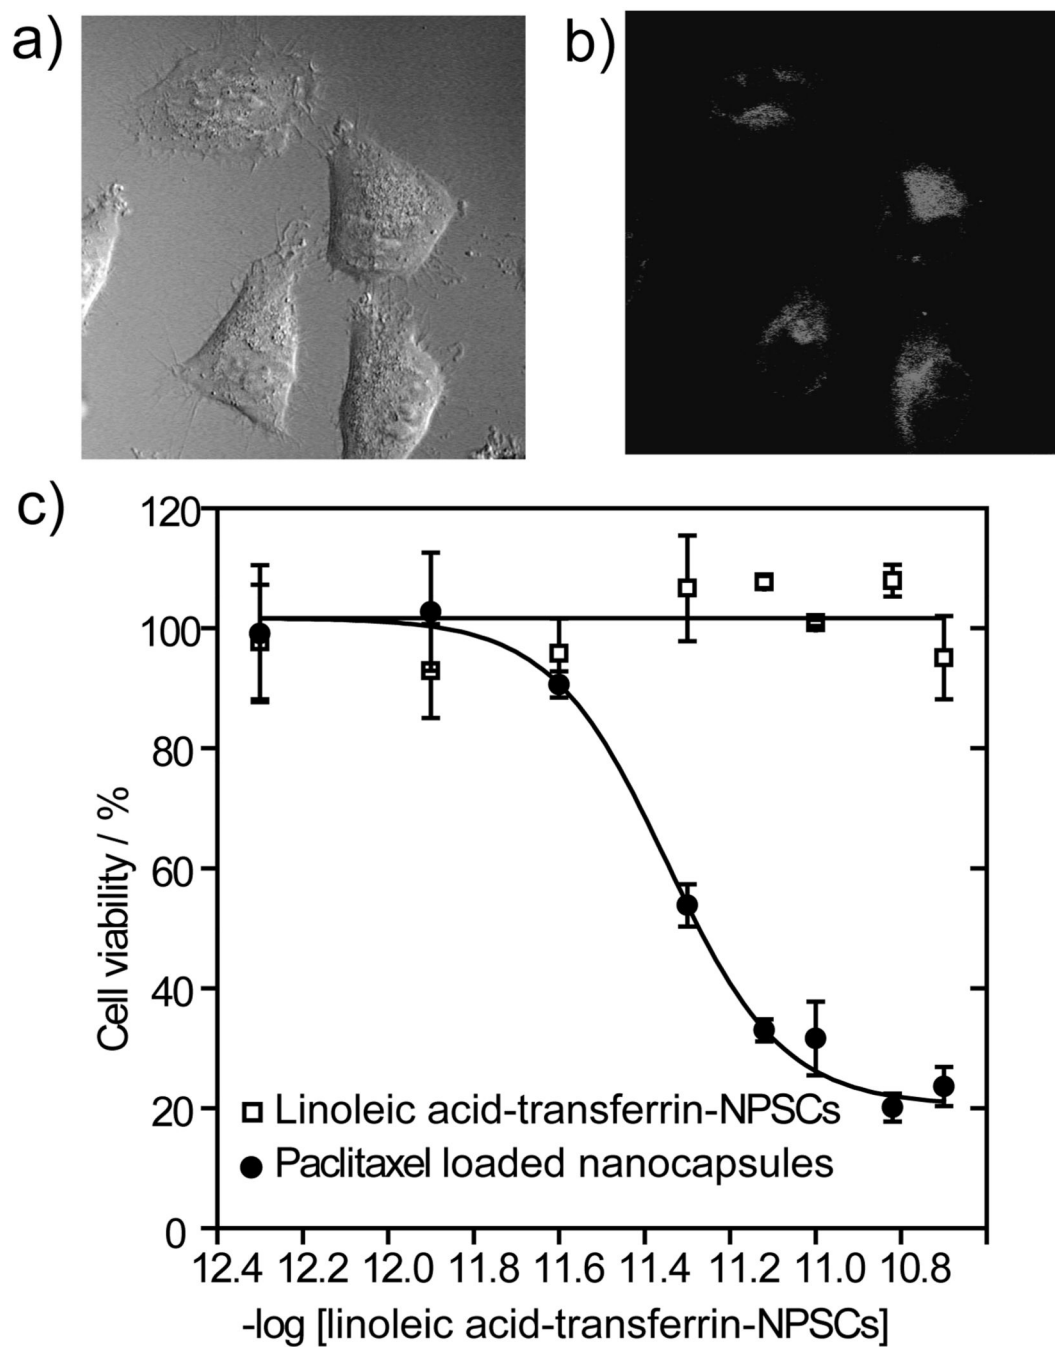 a)
b)
c)
120
100
80
60
40
20
0
Cell viability / %
Linoleic acid-transferrin-NPSCs
Paclitaxel loaded nanocapsules
12.4 12.2 12.0 11.8 11.6 11.4 11.2 11.0 10.8
-log [linoleic acid-transferrin-NPSCs]